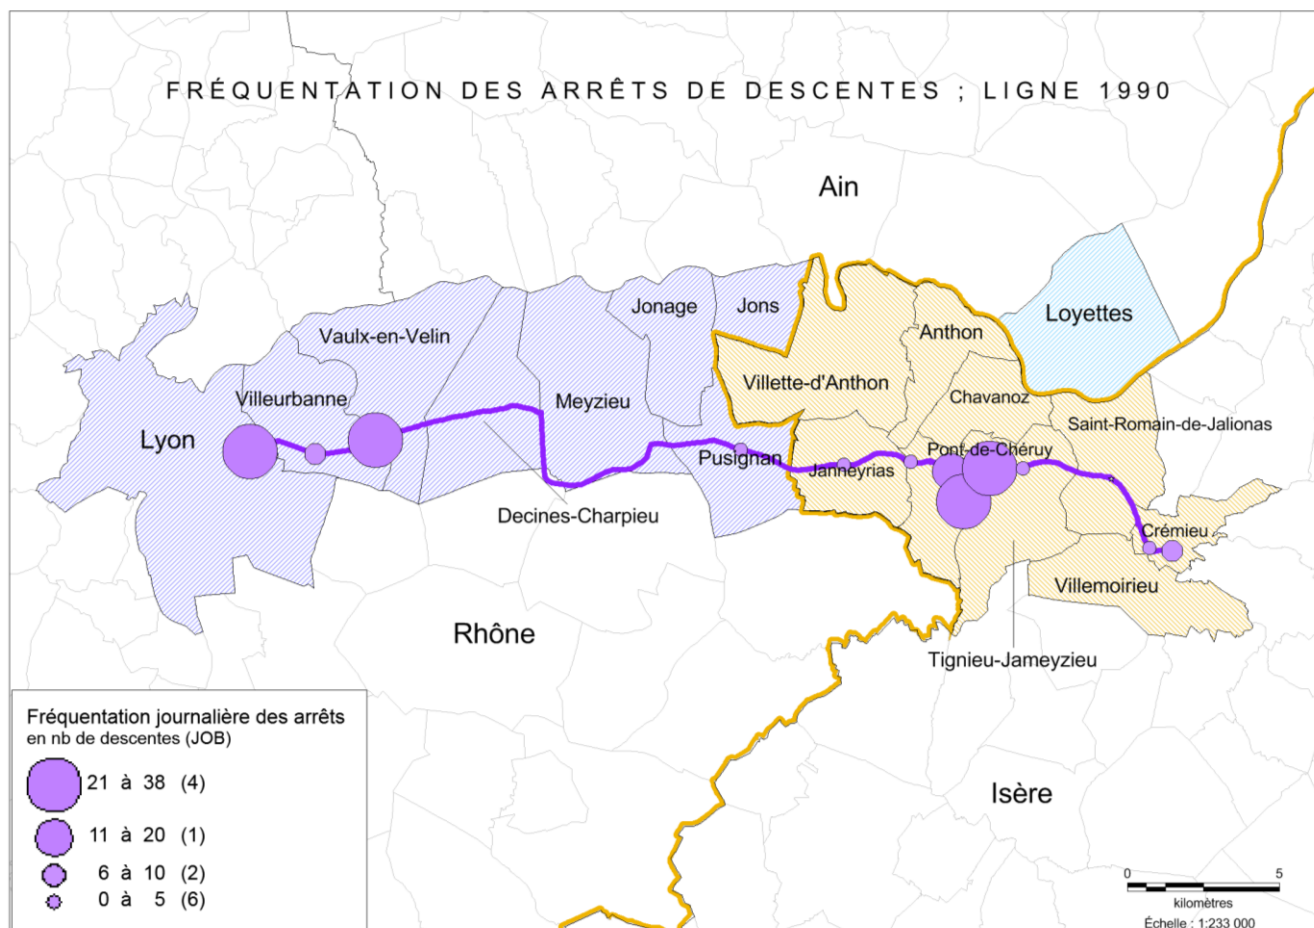 FRÉQUENTATION DES ARRÊTS DE DESCENTES ; LIGNE 1990
Ain
Jonage
Jons
Loyettes
Vaulx-en-Velin
Anthon
Villette-d'Anthon
Villeurbanne
Meyzieu
Chavanoz
Saint-Romain-de-Jalionas
Lyon
Pusignan
Janneyrias
Pont-de-Chéruy
Decines-Charpieu
Crémieu
Villemoirieu
Rhône
Tignieu-Jameyzieu
Isère
Fréquentation journalière des arrêts
en nb de descentes (JOB)
21 à 38 (4)
11 à 20 (1)
6 à 10 (2)
0 à 5 (6)
0 5
kilomètres
Échelle : 1:233 000